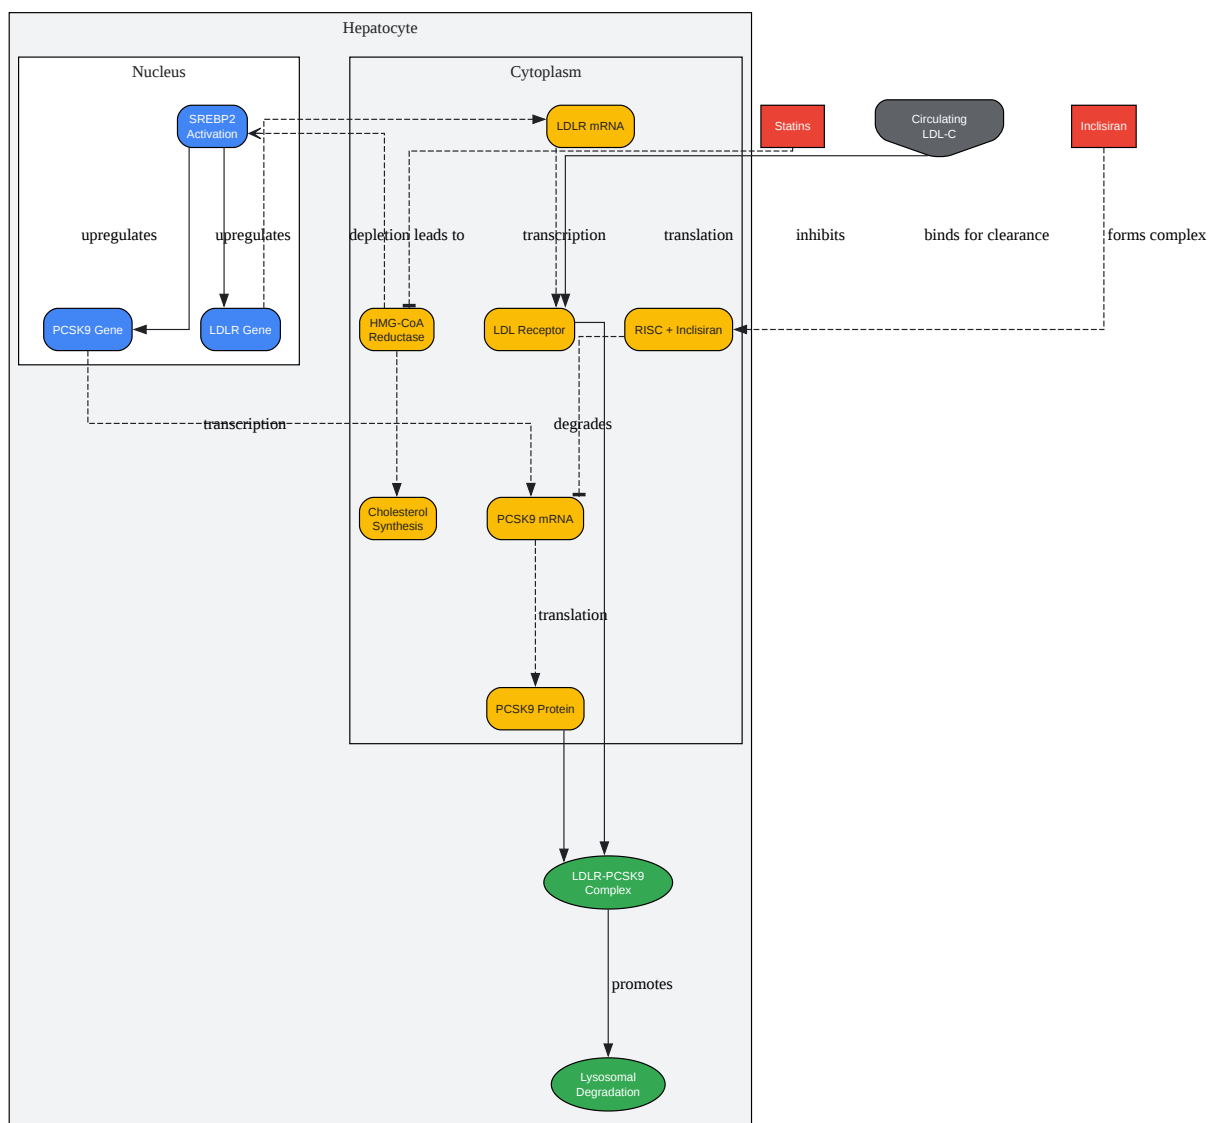 Hepatocyte
Nucleus
Cytoplasm
SREBP2
Activation
LDLR mRNA
Statins
Circulating
LDL-C
Inclisiran
upregulates
upregulates
depletion leads to
transcription
translation
inhibits
binds for clearance
forms complex
PCSK9 Gene
LDLR Gene
HMG-CoA
Reductase
LDL Receptor
RISC + Inclisiran
transcription
degrades
Cholesterol
Synthesis
PCSK9 mRNA
translation
PCSK9 Protein
LDLR-PCSK9
Complex
promotes
Lysosomal
Degradation